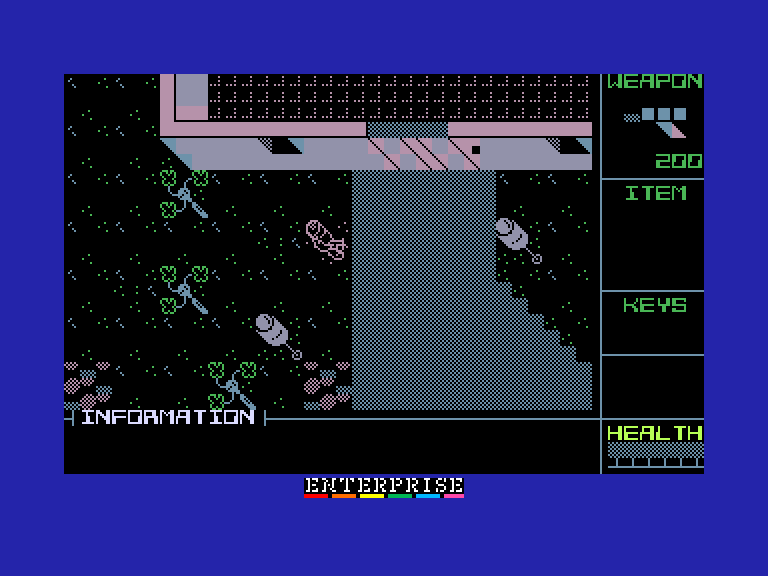 WEAPON
200
ITEM
KEYS
INFORMATION
HEALTH
ENTERPRISE